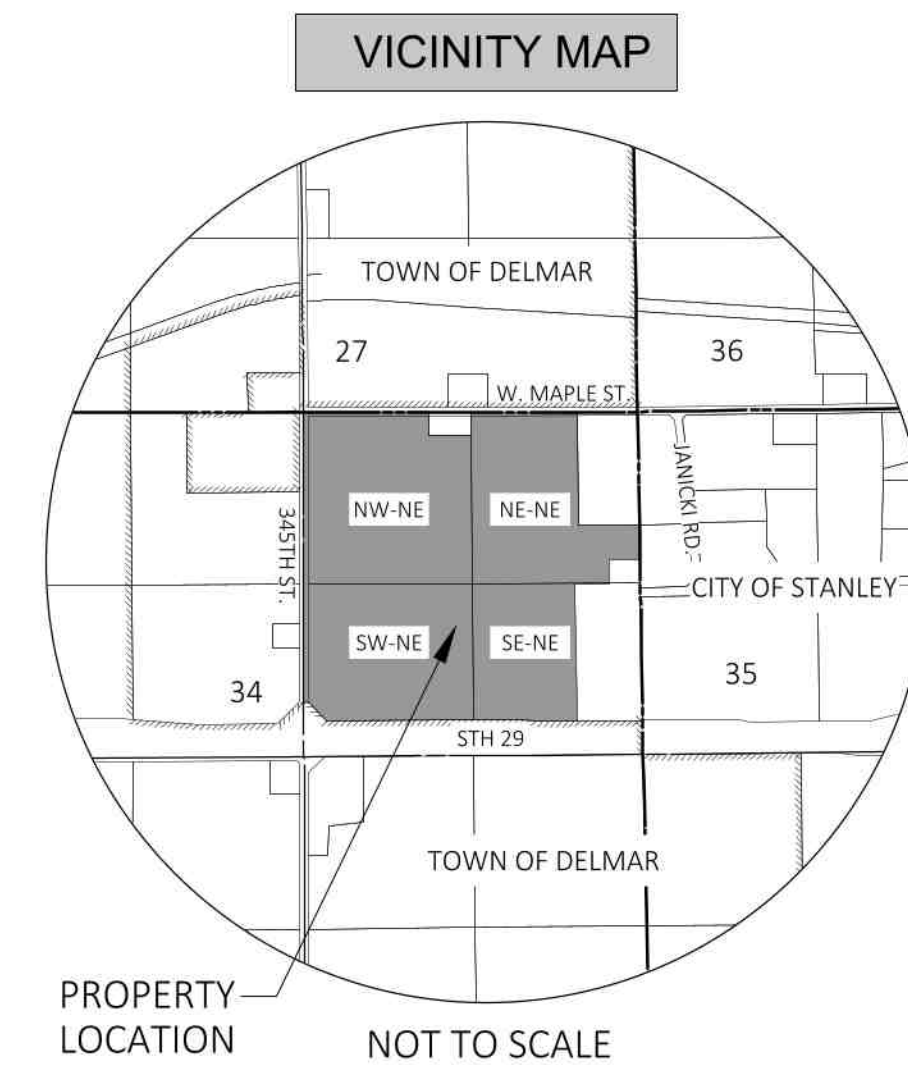 VICINITY MAP
TOWN OF DELMAR
27
36
W. MAPLE ST.
JANICKI RD.
NW-NE
NE-NE
345TH ST.
CITY OF STANLEY
SW-NE
SE-NE
34
35
STH 29
TOWN OF DELMAR
PROPERTY
LOCATION
NOT TO SCALE